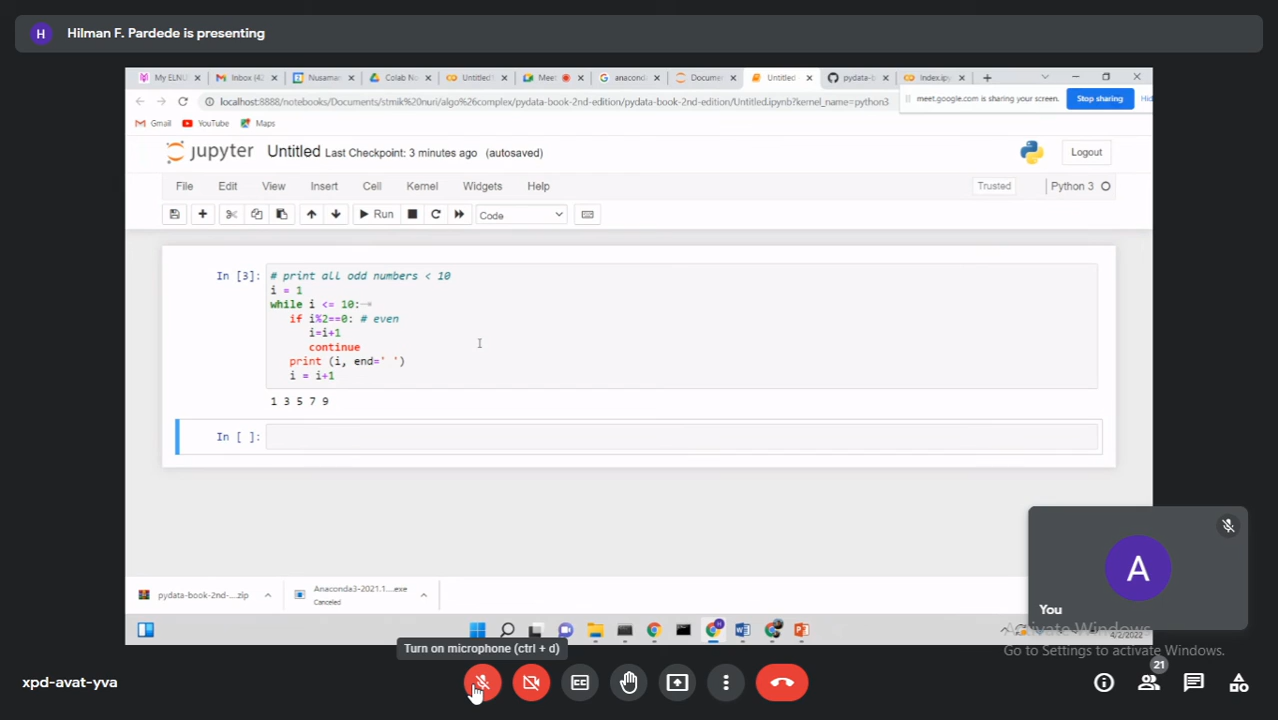 H Hilman F. Pardede is presenting
My ELNU Inbox (42 Nusaman Colab No Untitled1 Meet anacond Docume Untitled pydata-b Index.ipy
localhost:8888/notebooks/Documents/stmik%20nuri/algo%26complex/pydata-book-2nd-edition/pydata-book-2nd-edition/Untitled.ipynb?kernel_name=python3
meet.google.com is sharing your screen. Stop sharing Hid
Gmail YouTube Maps
jupyter Untitled Last Checkpoint: 3 minutes ago (autosaved) Logout
File Edit View Insert Cell Kernel Widgets Help Trusted Python 3
Run Code
In [3]: # print all odd numbers < 10
i = 1
while i <= 10:
if i%2==0: # even
i=i+1
continue
print (i, end=' ')
i = i+1
1 3 5 7 9
In [ ]:
pydata-book-2nd-....zip
Anaconda3-2021.1....exe
Canceled
A
You
4/2/2022
Activate Windows
Go to Settings to activate Windows.
Turn on microphone (ctrl + d)
xpd-avat-yva
21